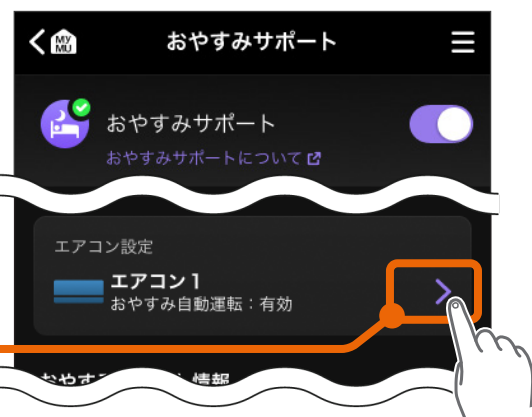 MY
MU
おやすみサポート
おやすみサポート
おやすみサポートについて
エアコン設定
エアコン 1
おやすみ自動運転：有効